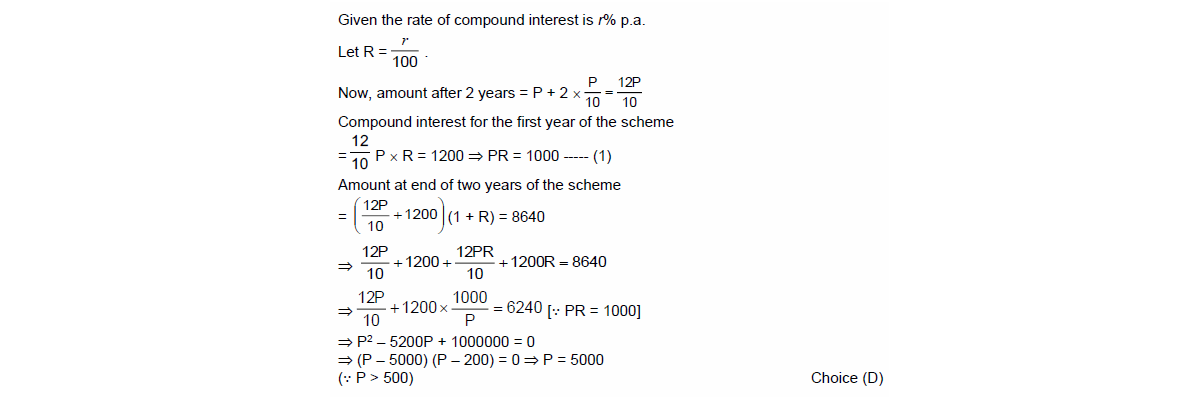 Given the rate of compound interest is r% p.a.
Let R = r/100 .
Now, amount after 2 years = P + 2 × P/10 = 12P/10
Compound interest for the first year of the scheme
= 12/10 P × R = 1200 ⇒ PR = 1000 ----- (1)
Amount at end of two years of the scheme
= (12P/10 + 1200) (1 + R) = 8640
⇒ 12P/10 + 1200 + 12PR/10 + 1200R = 8640
⇒ 12P/10 + 1200 × 1000/P = 6240 [∵ PR = 1000]
⇒ P² – 5200P + 1000000 = 0
⇒ (P – 5000) (P – 200) = 0 ⇒ P = 5000
(∵ P > 500) Choice (D)